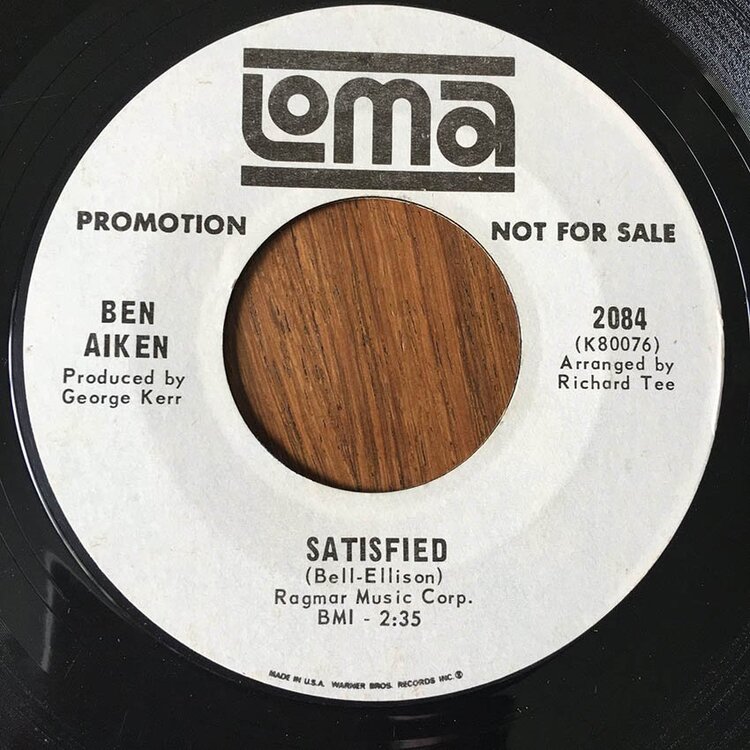 Loma
PROMOTION
NOT FOR SALE
BEN
AIKEN
Produced by
George Kerr
2084
(K80076)
Arranged by
Richard Tee
SATISFIED
(Bell-Ellison)
Ragmar Music Corp.
BMI - 2:35
MADE IN U.S.A. WARNER BROS. RECORDS INC.